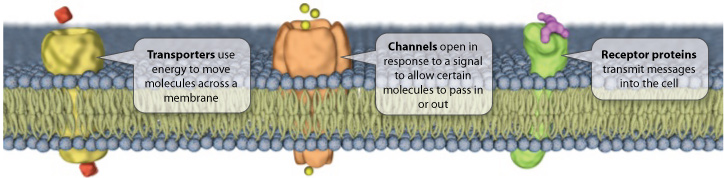 Transporters use
energy to move
molecules across a
membrane
Channels open in
response to a signal
to allow certain
molecules to pass in
or out
Receptor proteins
transmit messages
into the cell